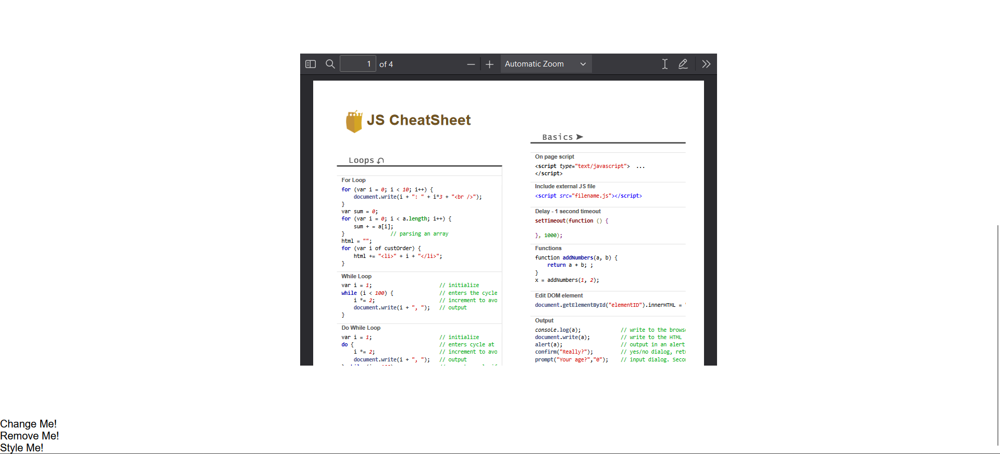 1 of 4
Automatic Zoom
JS CheatSheet
Loops
For Loop
for (var i = 0; i < 10; i++) {
document.write(i + ": " + i*3 + "<br />");
}
var sum = 0;
for (var i = 0; i < a.length; i++) {
sum + = a[i];
} // parsing an array
html = "";
for (var i of custOrder) {
html += "<li>" + i + "</li>";
}
While Loop
var i = 1; // initialize
while (i < 100) { // enters the cycle
i *= 2; // increment to avo
document.write(i + ", "); // output
}
Do While Loop
var i = 1; // initialize
do { // enters cycle at
i *= 2; // increment to avo
document.write(i + ", "); // output
Basics
On page script
<script type="text/javascript"> ...
</script>
Include external JS file
<script src="filename.js"></script>
Delay - 1 second timeout
setTimeout(function () {
}, 1000);
Functions
function addNumbers(a, b) {
return a + b; ;
}
x = addNumbers(1, 2);
Edit DOM element
document.getElementById("elementID").innerHTML =
Output
console.log(a); // write to the brows
document.write(a); // write to the HTML
alert(a); // output in an alert
confirm("Really?"); // yes/no dialog, ret
prompt("Your age?","0"); // input dialog. Seco
Change Me!
Remove Me!
Style Me!